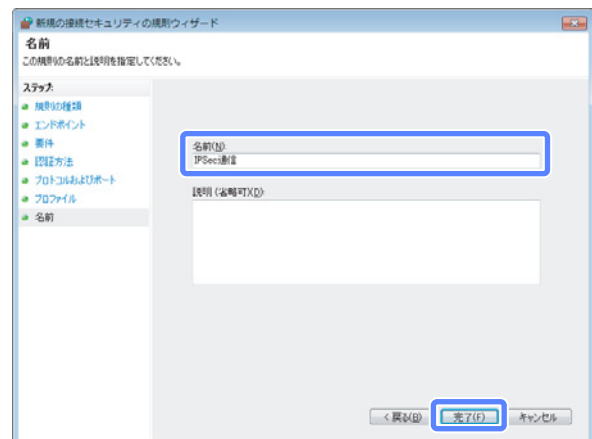 新規の接続セキュリティの規則ウィザード
名前
この規則の名前と説明を指定してください。
ステップ:
規則の種類
エンドポイント
要件
認証方法
プロトコルおよびポート
プロファイル
名前
名前(N):
IPSec通信
説明 (省略可)(D):
< 戻る(B)
完了(F)
キャンセル